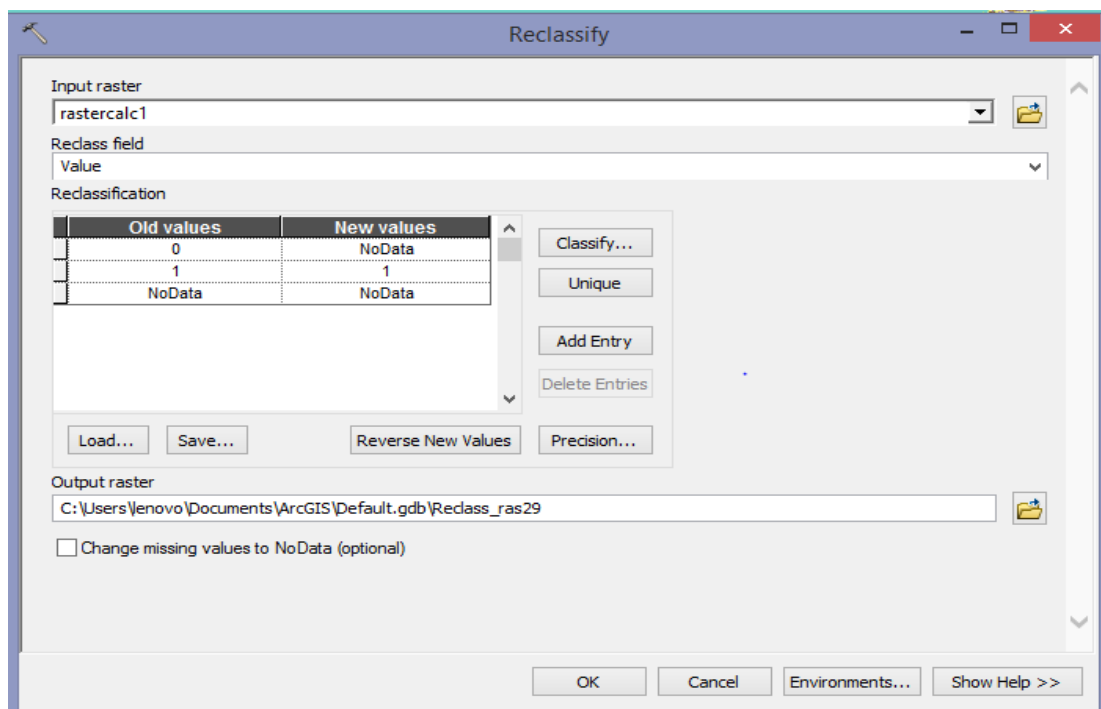 Reclassify
Input raster
rastercalc1
Reclass field
Value
Reclassification
Old values New values
0 NoData
1 1
NoData NoData
Classify...
Unique
Add Entry
Delete Entries
Load... Save... Reverse New Values Precision...
Output raster
C:\Users\lenovo\Documents\ArcGIS\Default.gdb\Reclass_ras29
Change missing values to NoData (optional)
OK Cancel Environments... Show Help >>